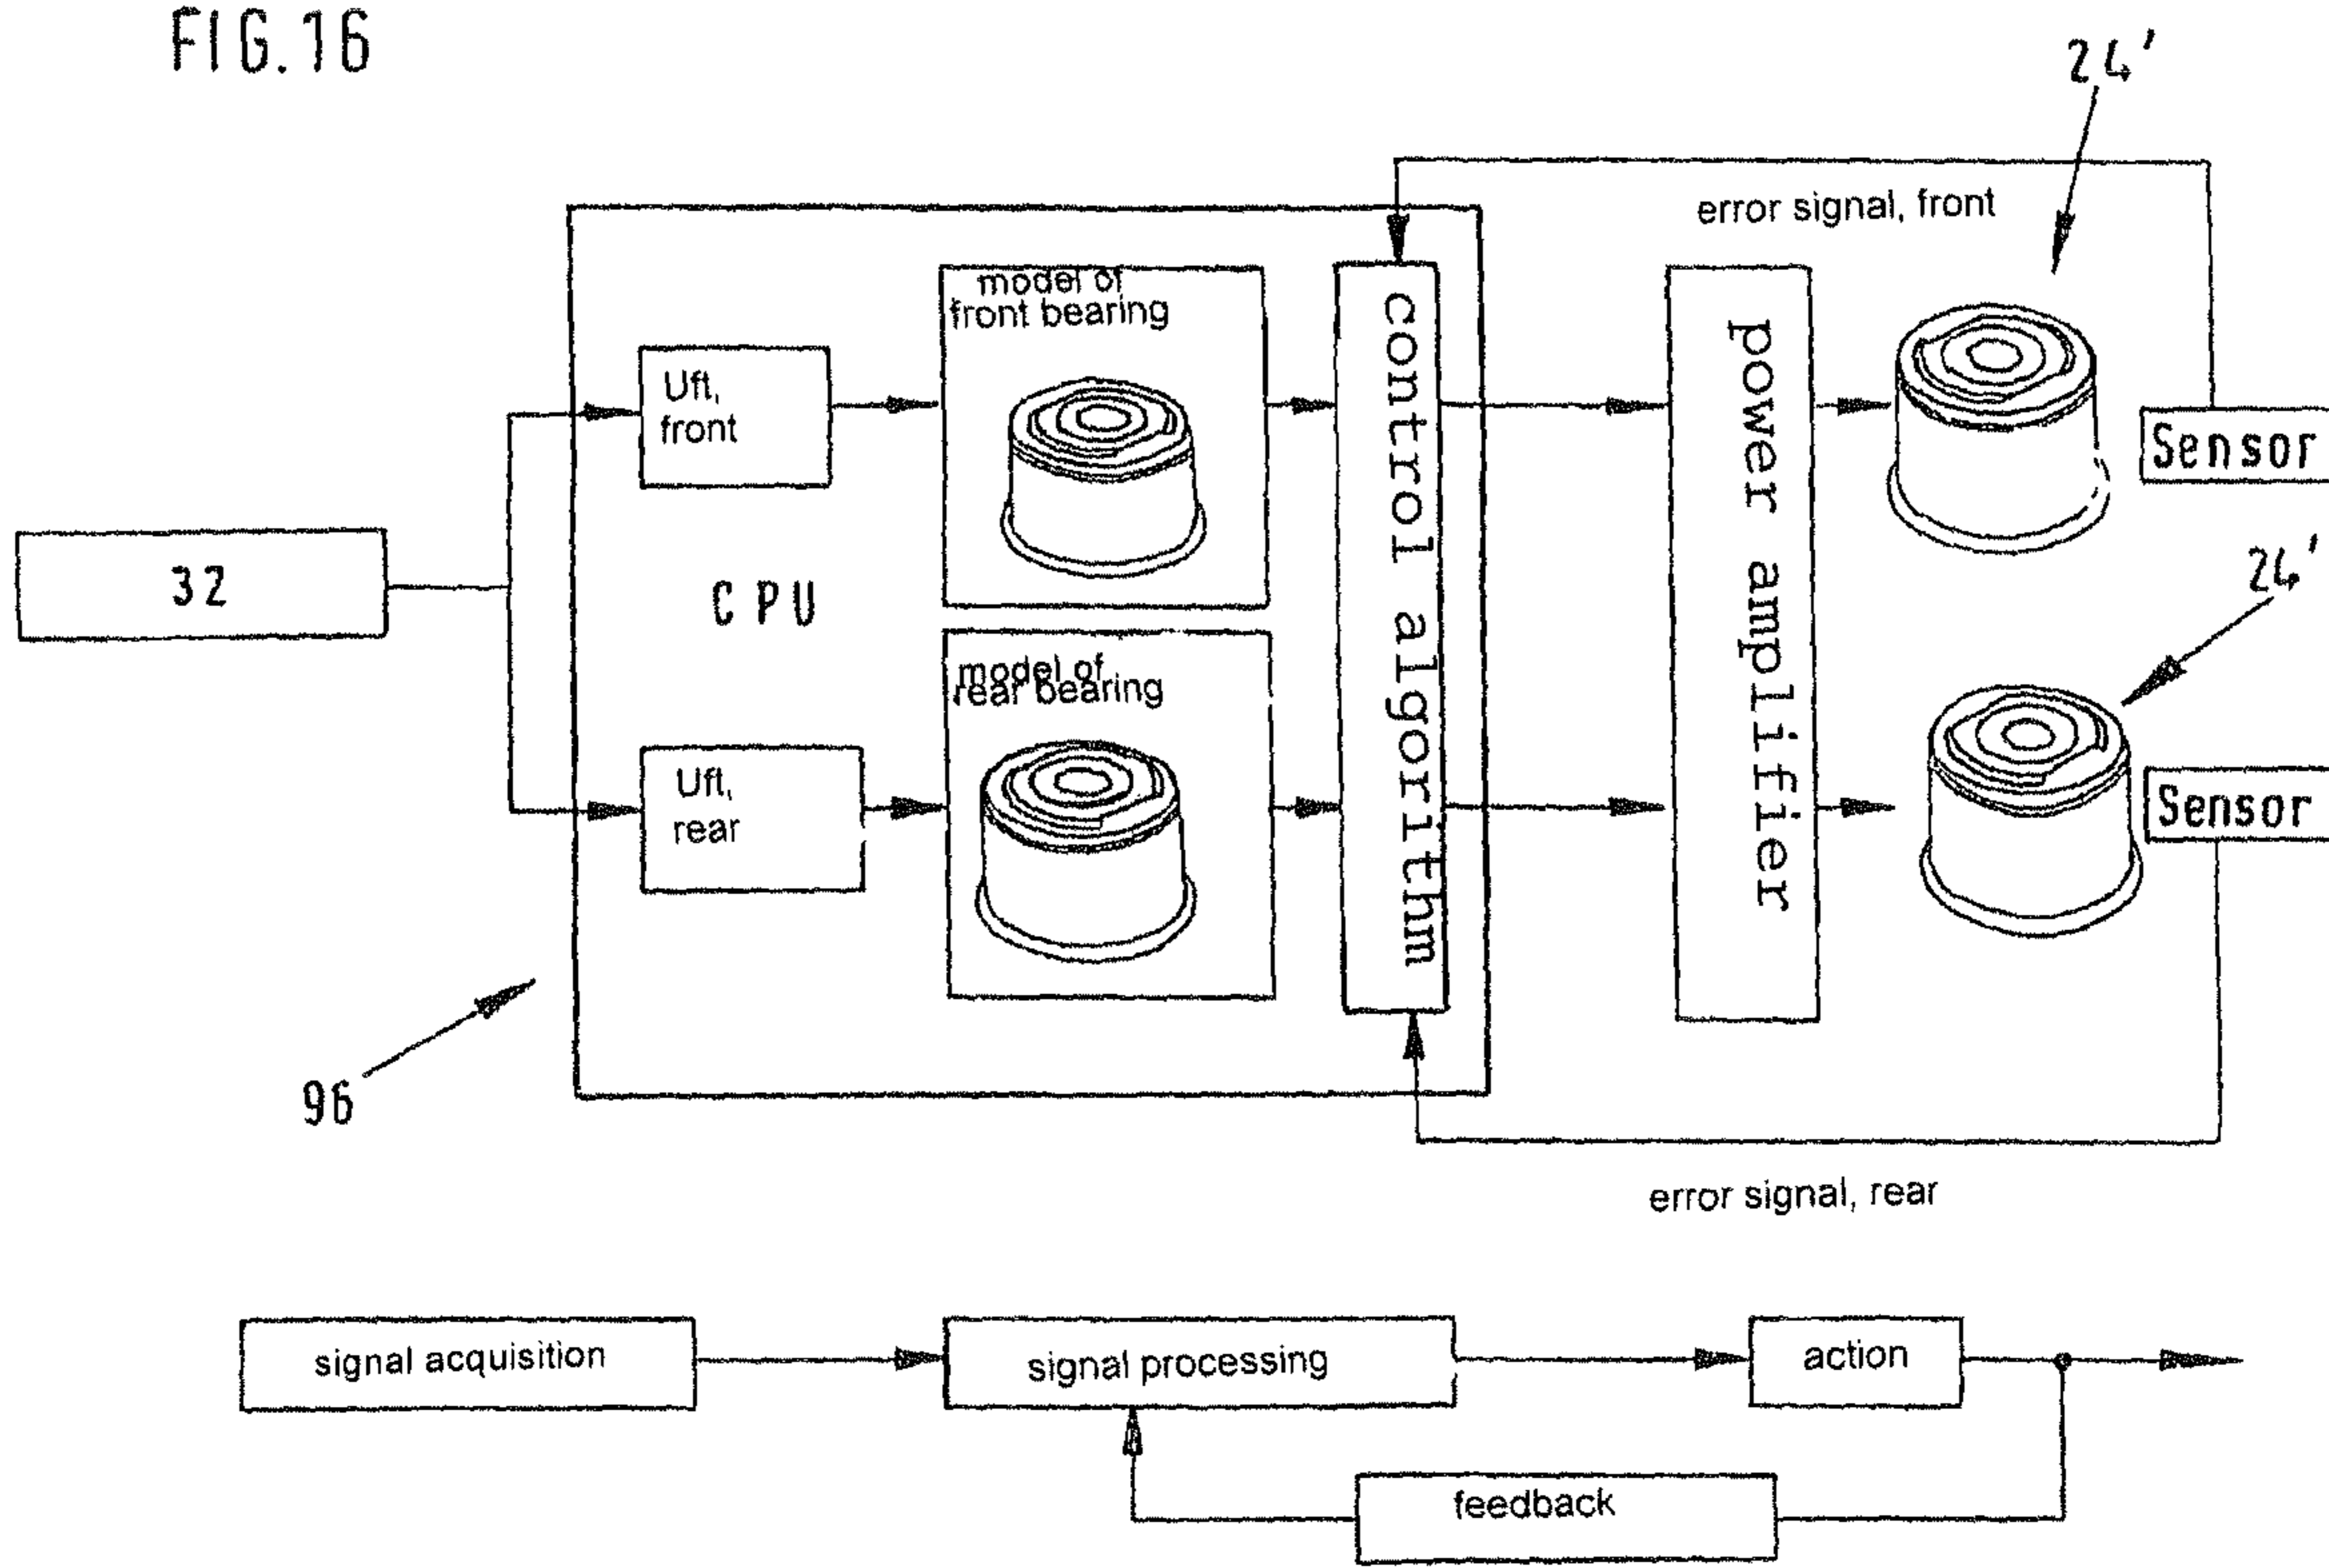 FIG.16
24'
error signal, front
model of
front bearing
Uft,
front
control algorithm
power amplifier
Sensor
32
CPU
24'
model of
rear bearing
Uft,
rear
Sensor
96
error signal, rear
signal acquisition
signal processing
action
feedback